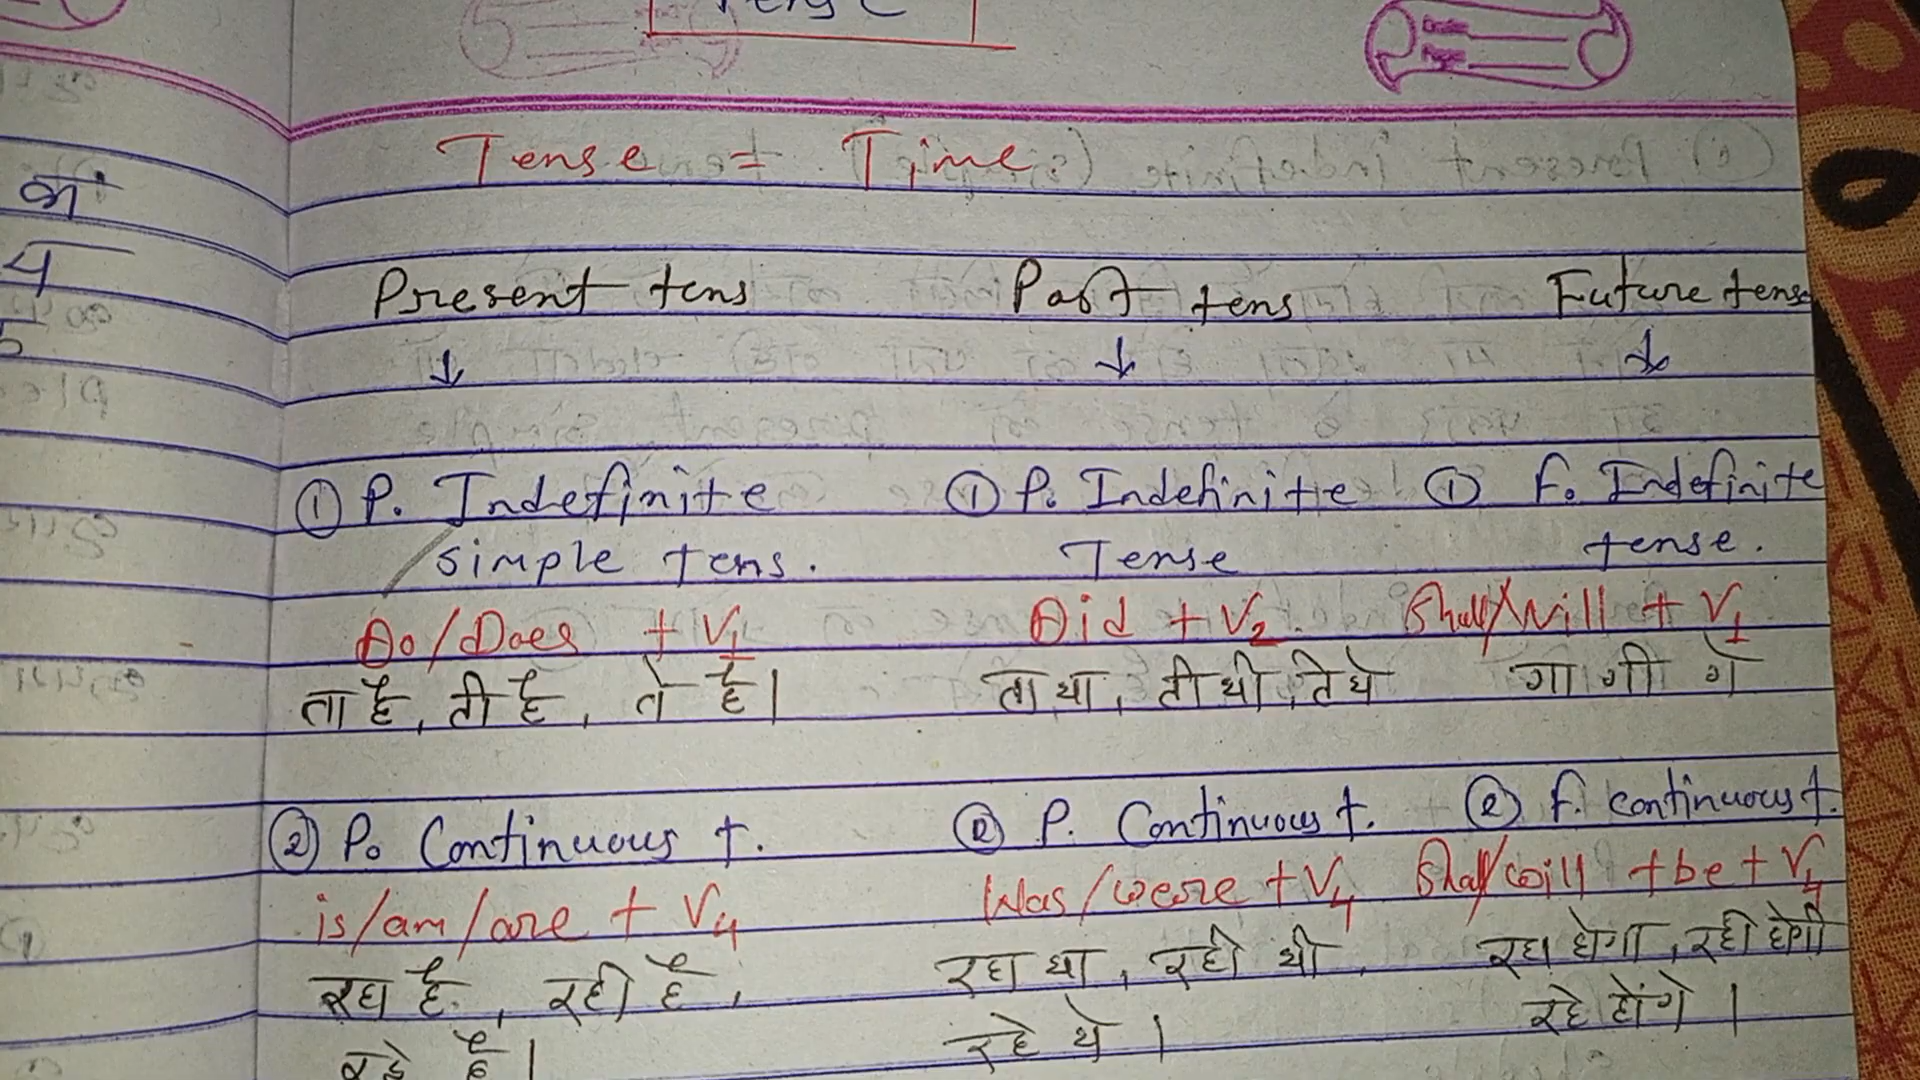 Tense = Time
Present tens Past tens Future tense
↓ ↓ ↓
① P. Indefinite ① P. Indefinite ① F. Indefinite
simple tens. Tense tense.
Do/Does + V1 Did + V2. Shall/Will + V1
ता है, ती है, ते है। ता था, ती थी, ते थे गा गी गे
② P. Continuous t. ② P. Continuous t. ② F. continuous t.
is/am/are + V4 Was/were + V4 Shall/will + be + V4
रहा है, रही है, रहा था, रही थी, रहा होगा, रही होगी
रहे है। रहे थे। रहे होंगे।